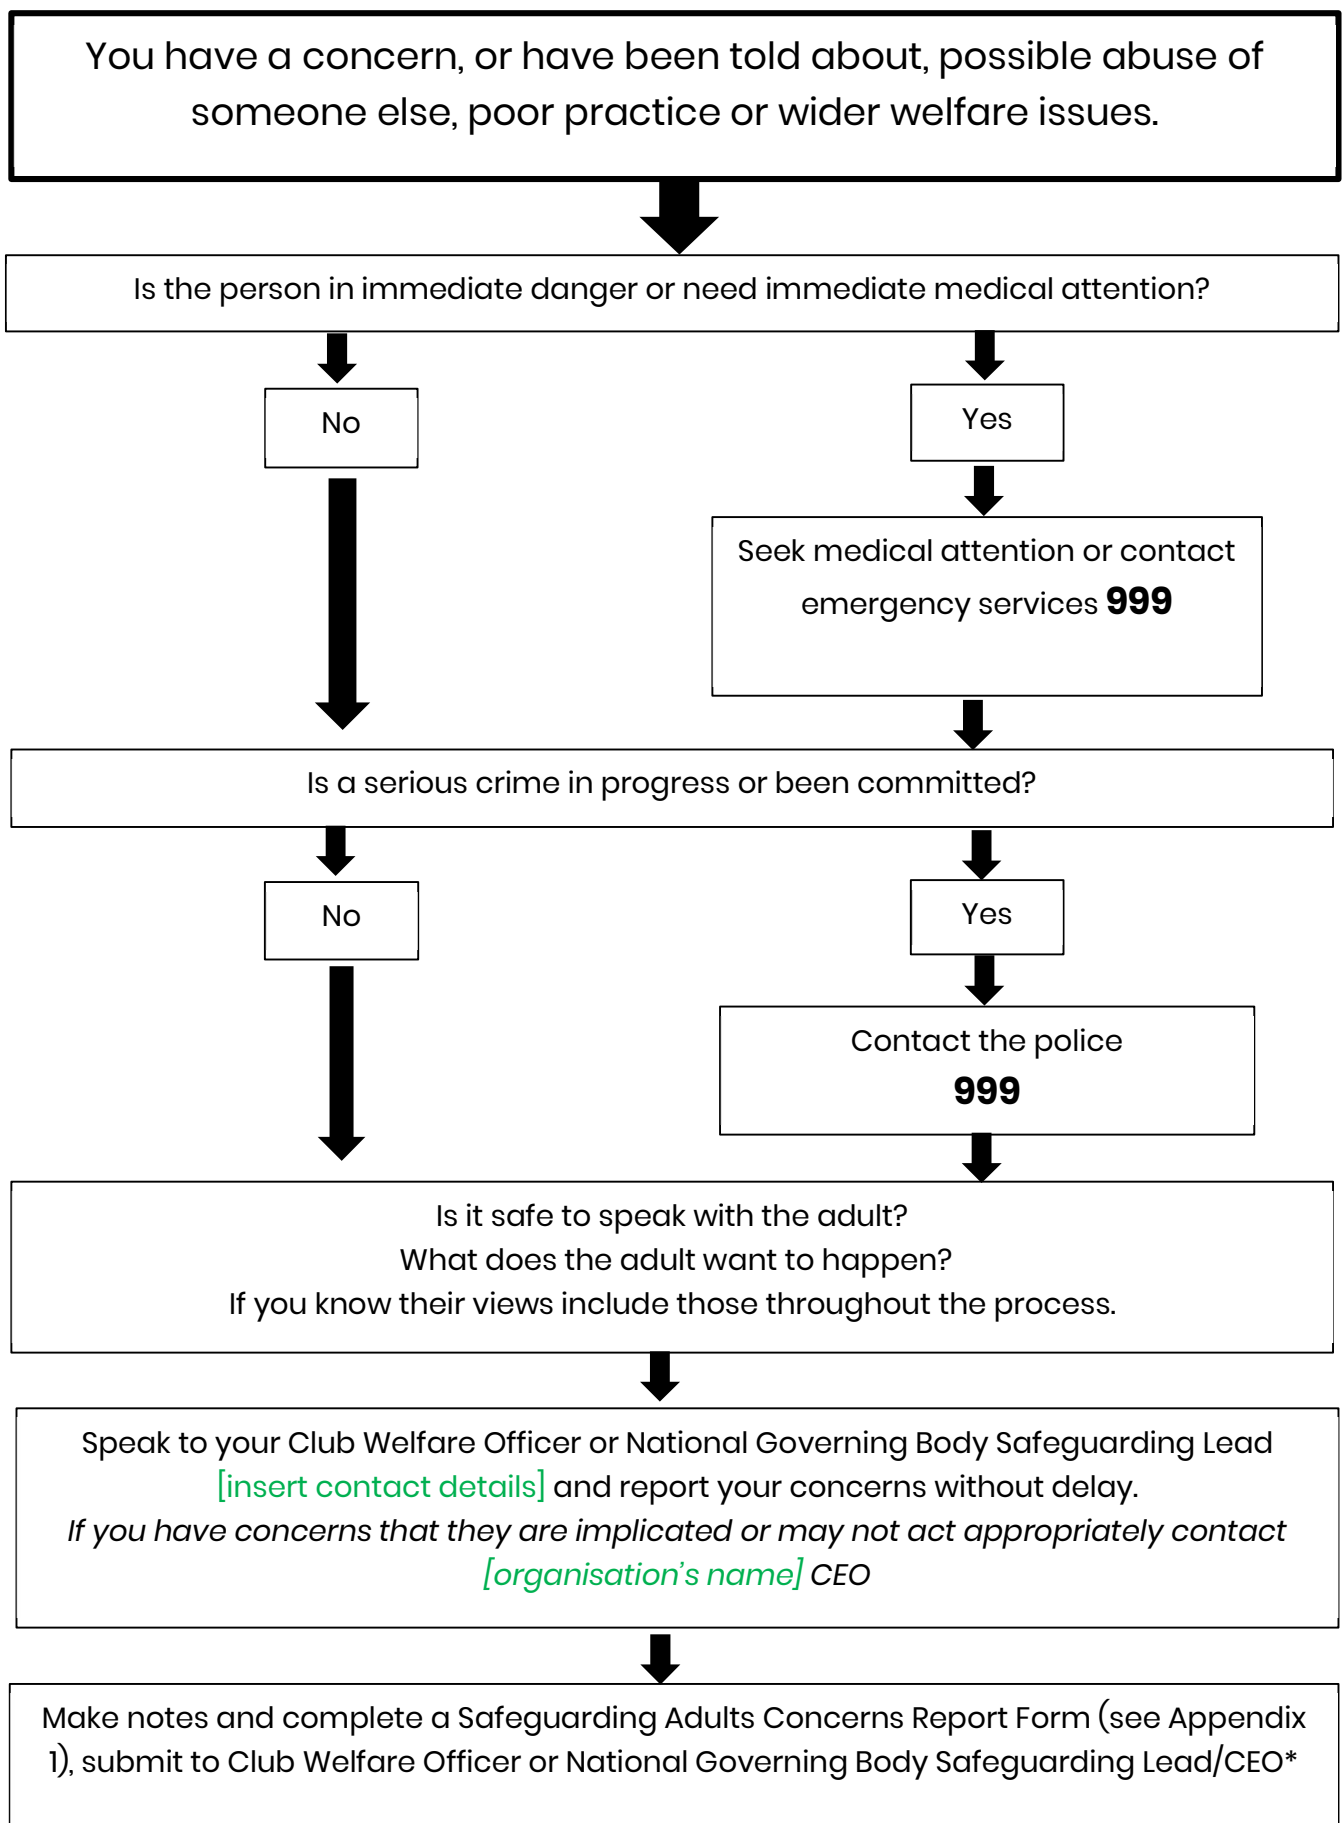 You have a concern, or have been told about, possible abuse of
someone else, poor practice or wider welfare issues.
Is the person in immediate danger or need immediate medical attention?
No
Yes
Seek medical attention or contact
emergency services 999
Is a serious crime in progress or been committed?
No
Yes
Contact the police
999
Is it safe to speak with the adult?
What does the adult want to happen?
If you know their views include those throughout the process.
Speak to your Club Welfare Officer or National Governing Body Safeguarding Lead
[insert contact details] and report your concerns without delay.
If you have concerns that they are implicated or may not act appropriately contact
[organisation's name] CEO
Make notes and complete a Safeguarding Adults Concerns Report Form (see Appendix
1), submit to Club Welfare Officer or National Governing Body Safeguarding Lead/CEO*